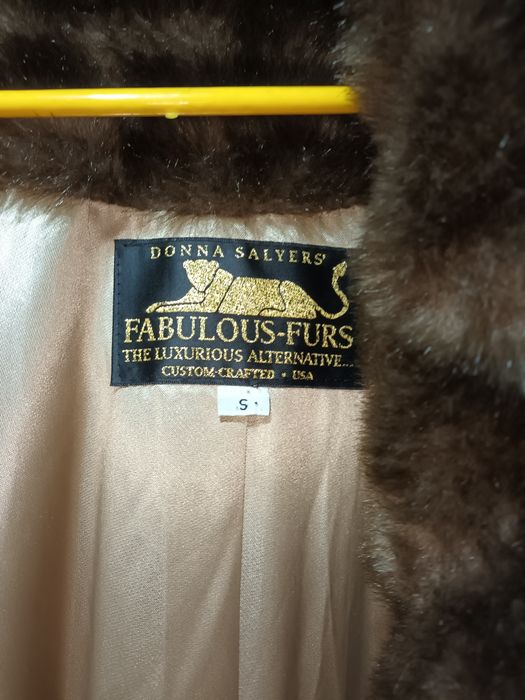 DONNA SALYERS'
FABULOUS-FURS
THE LUXURIOUS ALTERNATIVE...
CUSTOM-CRAFTED • USA
S